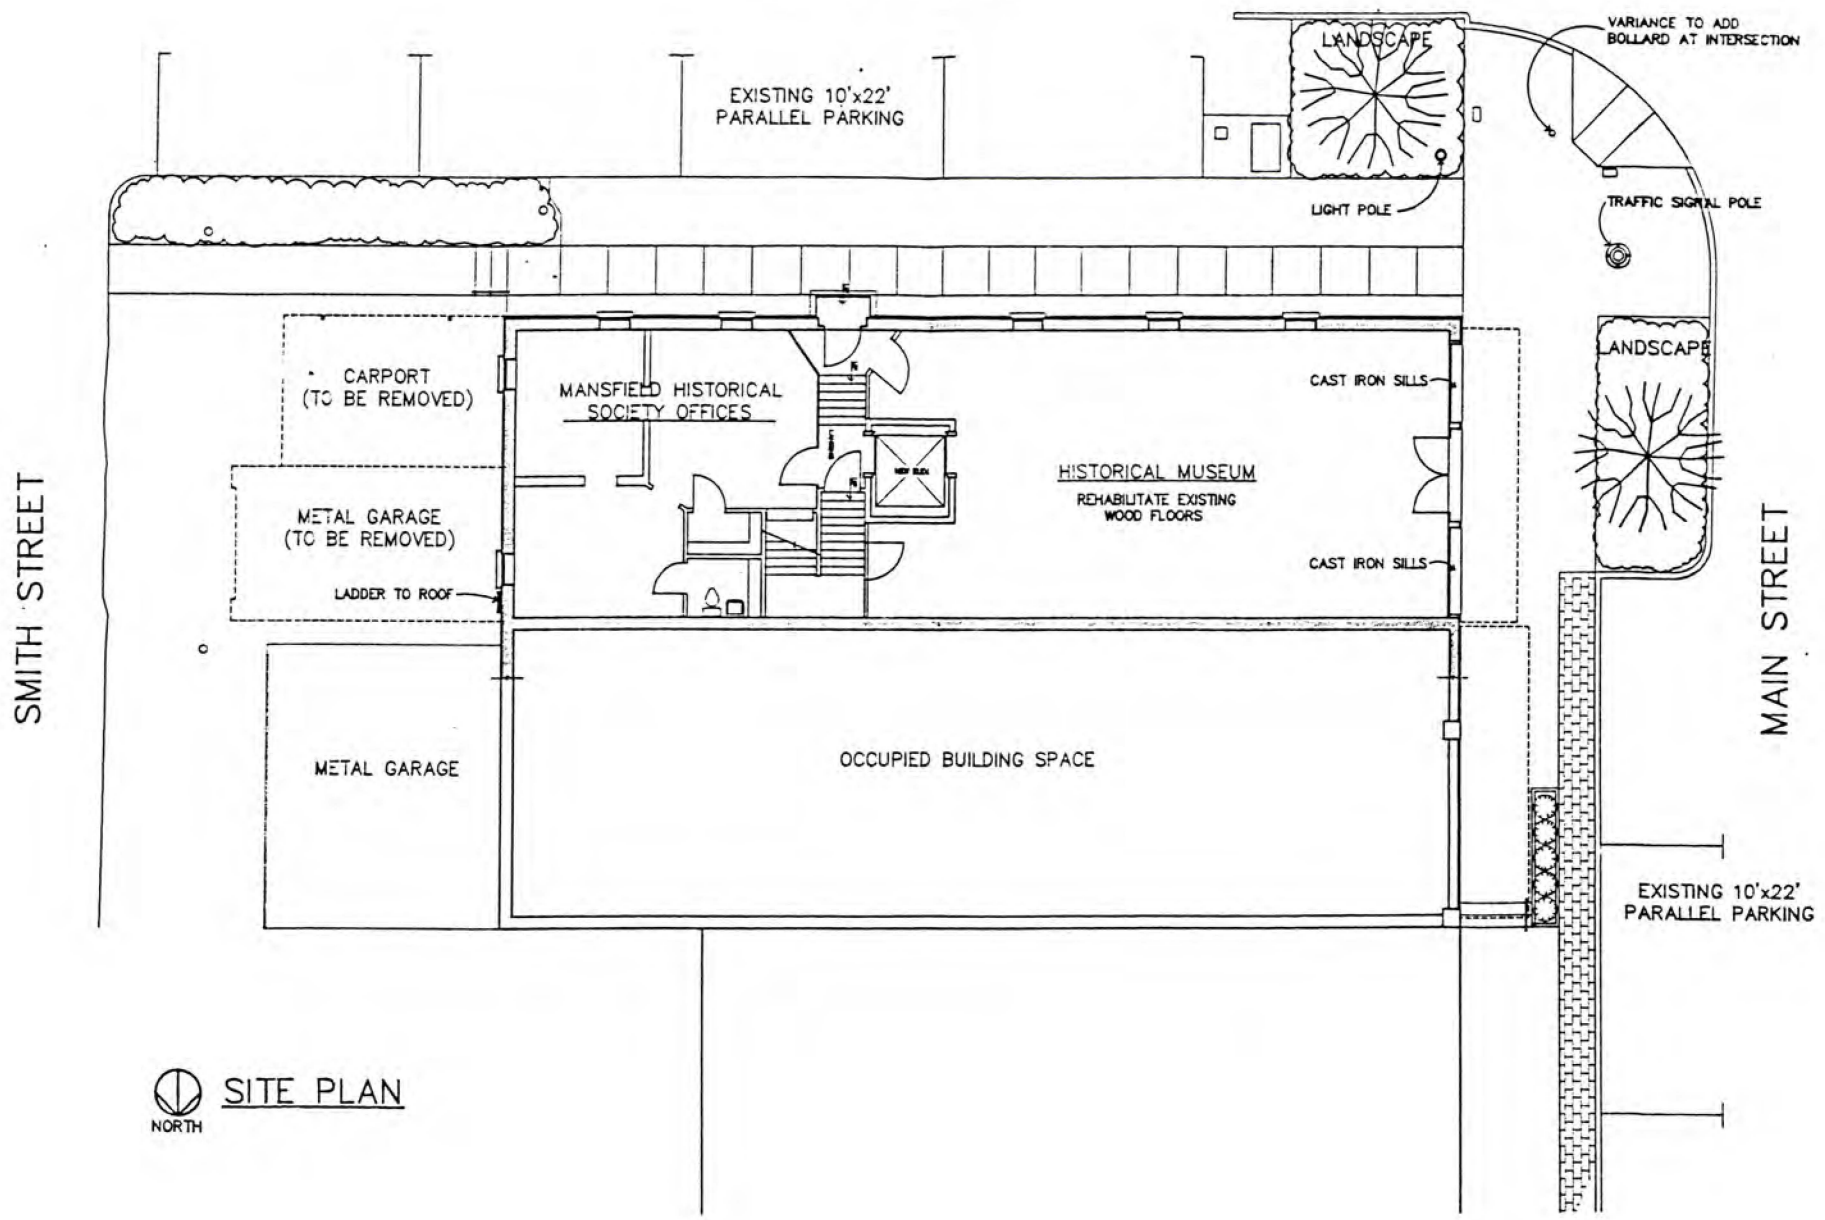 VARIANCE TO ADD
BOLLARD AT INTERSECTION
LANDSCAPE
EXISTING 10'x22'
PARALLEL PARKING
LIGHT POLE
TRAFFIC SIGNAL POLE
LANDSCAPE
CARPORT
(TO BE REMOVED)
MANSFIELD HISTORICAL
SOCIETY OFFICES
CAST IRON SILLS
HISTORICAL MUSEUM
REHABILITATE EXISTING
WOOD FLOORS
NEW ELEV.
METAL GARAGE
(TO BE REMOVED)
LADDER TO ROOF
CAST IRON SILLS
SMITH STREET
MAIN STREET
METAL GARAGE
OCCUPIED BUILDING SPACE
EXISTING 10'x22'
PARALLEL PARKING
SITE PLAN
NORTH